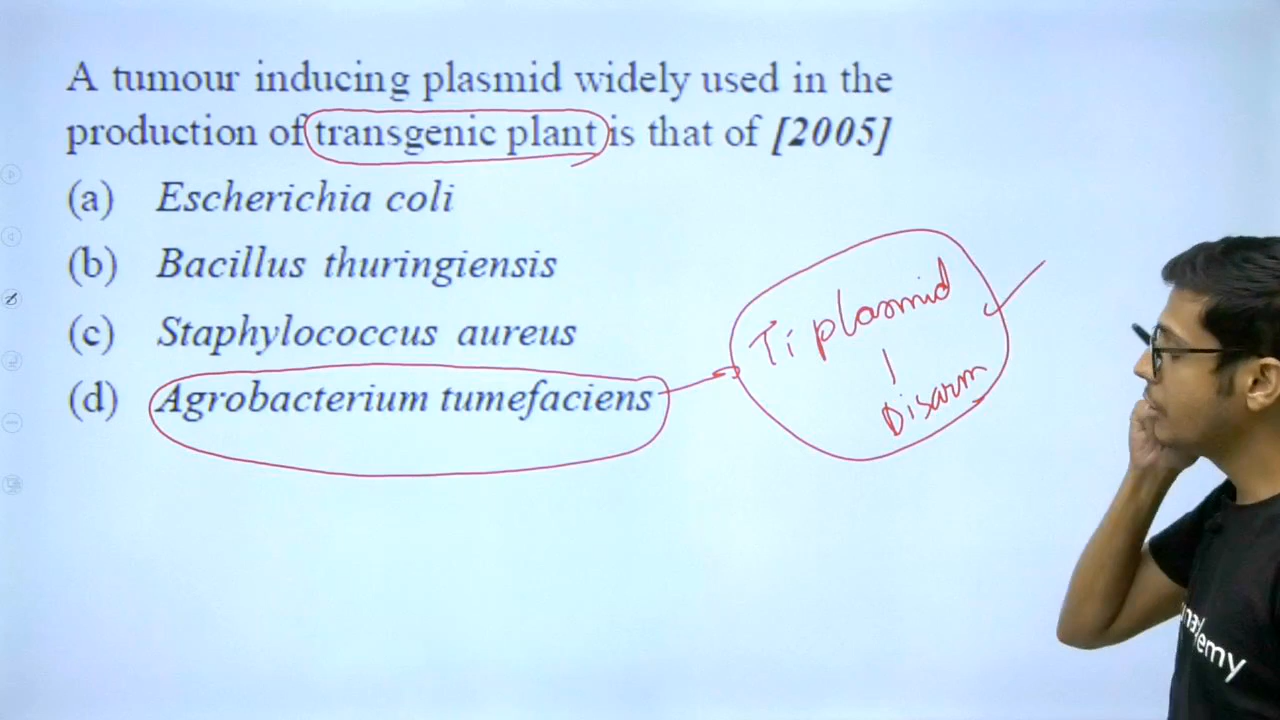 A tumour inducing plasmid widely used in the
production of transgenic plant is that of [2005]
(a) Escherichia coli
(b) Bacillus thuringiensis
(c) Staphylococcus aureus
(d) Agrobacterium tumefaciens
Ti plasmid
Disarm